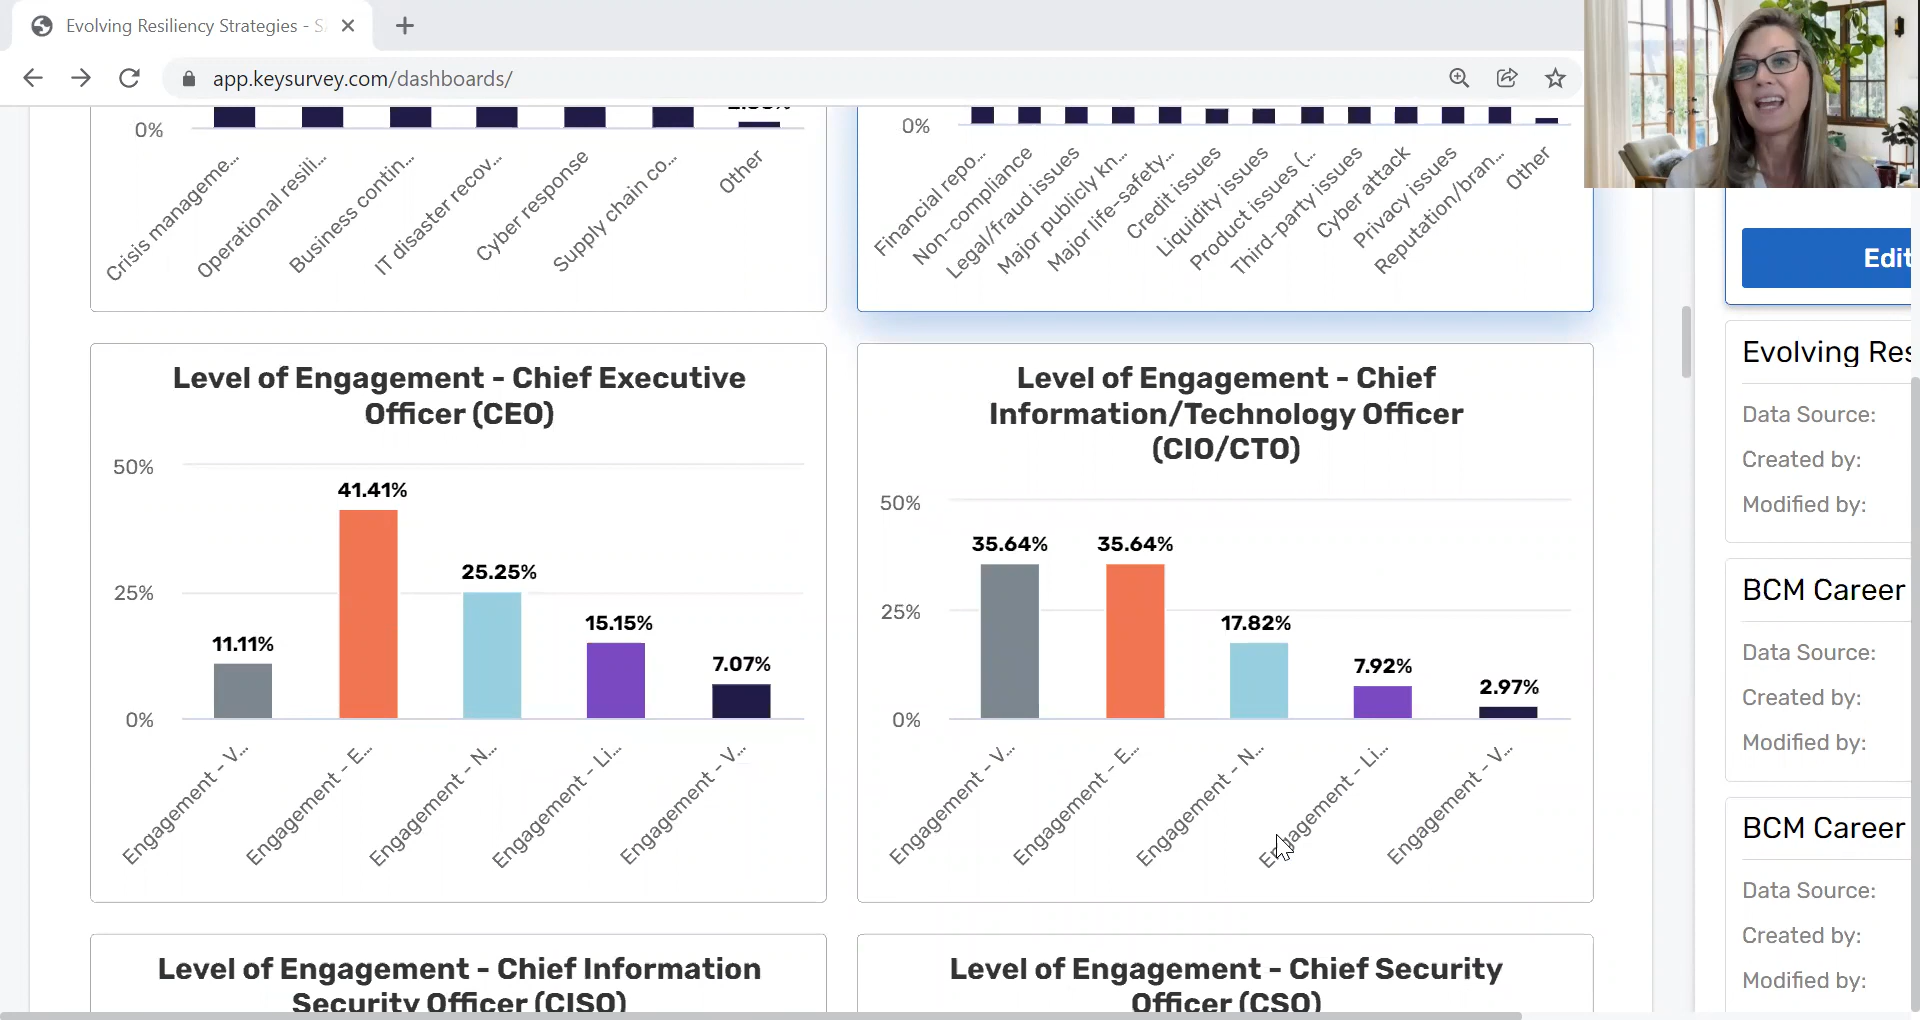 Evolving Resiliency Strategies - S
app.keysurvey.com/dashboards/
0%
Crisis manageme...
Operational resili...
Business contin...
IT disaster recov...
Cyber response
Supply chain co...
Other
0%
Financial repo...
Non-compliance
Legal/fraud issues
Major publicly kn...
Major life-safety...
Credit issues
Liquidity issues
Product issues (...
Third-party issues
Cyber attack
Privacy issues
Reputation/bran...
Other
Edit
Level of Engagement - Chief Executive
Officer (CEO)
50%
25%
0%
41.41%
25.25%
15.15%
11.11%
7.07%
Engagement - V...
Engagement - E...
Engagement - N...
Engagement - Li...
Engagement - V...
Level of Engagement - Chief
Information/Technology Officer
(CIO/CTO)
50%
25%
0%
35.64%
35.64%
17.82%
7.92%
2.97%
Engagement - V...
Engagement - E...
Engagement - N...
Engagement - Li...
Engagement - V...
Evolving Res
Data Source:
Created by:
Modified by:
BCM Career
Data Source:
Created by:
Modified by:
BCM Career
Data Source:
Created by:
Modified by:
Level of Engagement - Chief Information
Security Officer (CISO)
Level of Engagement - Chief Security
Officer (CSO)